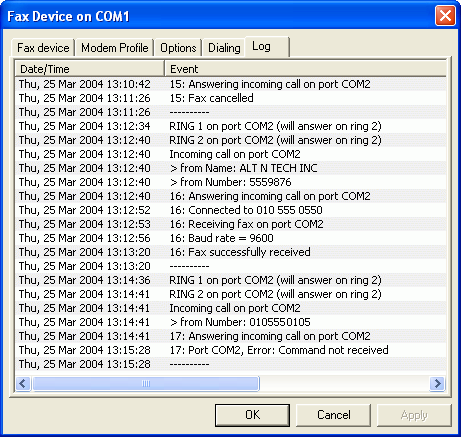 Fax Device on COM1
Fax device Modem Profile Options Dialing Log
Date/Time Event
Thu, 25 Mar 2004 13:10:42 15: Answering incoming call on port COM2
Thu, 25 Mar 2004 13:11:26 15: Fax cancelled
Thu, 25 Mar 2004 13:11:26 ----------
Thu, 25 Mar 2004 13:12:34 RING 1 on port COM2 (will answer on ring 2)
Thu, 25 Mar 2004 13:12:40 RING 2 on port COM2 (will answer on ring 2)
Thu, 25 Mar 2004 13:12:40 Incoming call on port COM2
Thu, 25 Mar 2004 13:12:40 > from Name: ALT N TECH INC
Thu, 25 Mar 2004 13:12:40 > from Number: 5559876
Thu, 25 Mar 2004 13:12:40 16: Answering incoming call on port COM2
Thu, 25 Mar 2004 13:12:52 16: Connected to 010 555 0550
Thu, 25 Mar 2004 13:12:53 16: Receiving fax on port COM2
Thu, 25 Mar 2004 13:12:56 16: Baud rate = 9600
Thu, 25 Mar 2004 13:13:20 16: Fax successfully received
Thu, 25 Mar 2004 13:13:20 ----------
Thu, 25 Mar 2004 13:14:36 RING 1 on port COM2 (will answer on ring 2)
Thu, 25 Mar 2004 13:14:41 RING 2 on port COM2 (will answer on ring 2)
Thu, 25 Mar 2004 13:14:41 Incoming call on port COM2
Thu, 25 Mar 2004 13:14:41 > from Number: 0105550105
Thu, 25 Mar 2004 13:14:41 17: Answering incoming call on port COM2
Thu, 25 Mar 2004 13:15:28 17: Port COM2, Error: Command not received
Thu, 25 Mar 2004 13:15:28 ----------
OK Cancel Apply